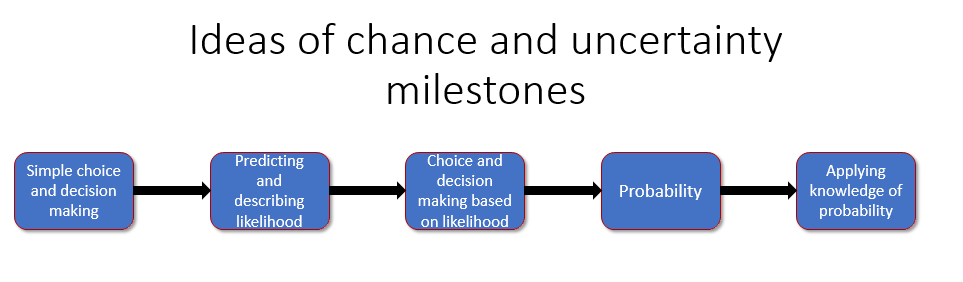 Ideas of chance and uncertainty
milestones
Simple choice
and decision
making
Predicting
and
describing
likelihood
Choice and
decision
making based
on likelihood
Probability
Applying
knowledge of
probability